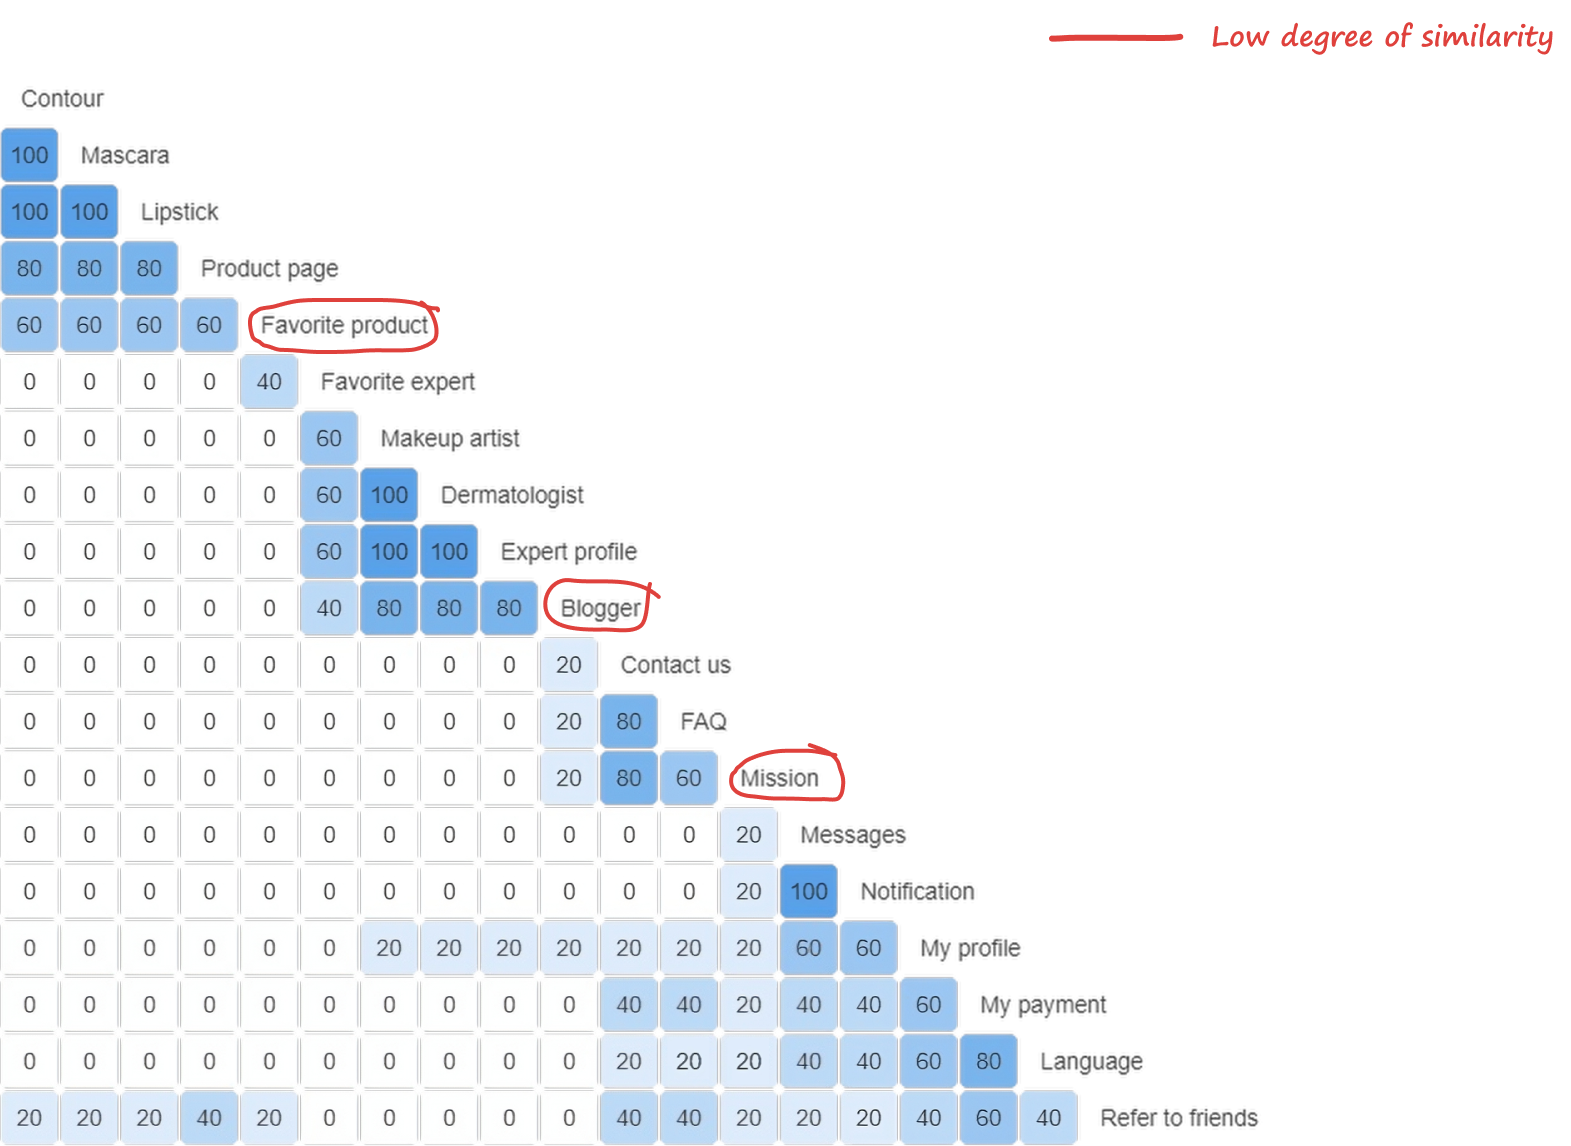 Low degree of similarity
Contour
100 Mascara
100 100 Lipstick
80 80 80 Product page
60 60 60 60 Favorite product
0 0 0 0 40 Favorite expert
0 0 0 0 0 60 Makeup artist
0 0 0 0 0 60 100 Dermatologist
0 0 0 0 0 60 100 100 Expert profile
0 0 0 0 0 40 80 80 80 Blogger
0 0 0 0 0 0 0 0 0 20 Contact us
0 0 0 0 0 0 0 0 0 20 80 FAQ
0 0 0 0 0 0 0 0 0 20 80 60 Mission
0 0 0 0 0 0 0 0 0 0 0 0 20 Messages
0 0 0 0 0 0 0 0 0 0 0 0 20 100 Notification
0 0 0 0 0 0 20 20 20 20 20 20 20 60 60 My profile
0 0 0 0 0 0 0 0 0 0 40 40 20 40 40 60 My payment
0 0 0 0 0 0 0 0 0 0 20 20 20 40 40 60 80 Language
20 20 20 40 20 0 0 0 0 0 40 40 20 20 20 40 60 40 Refer to friends